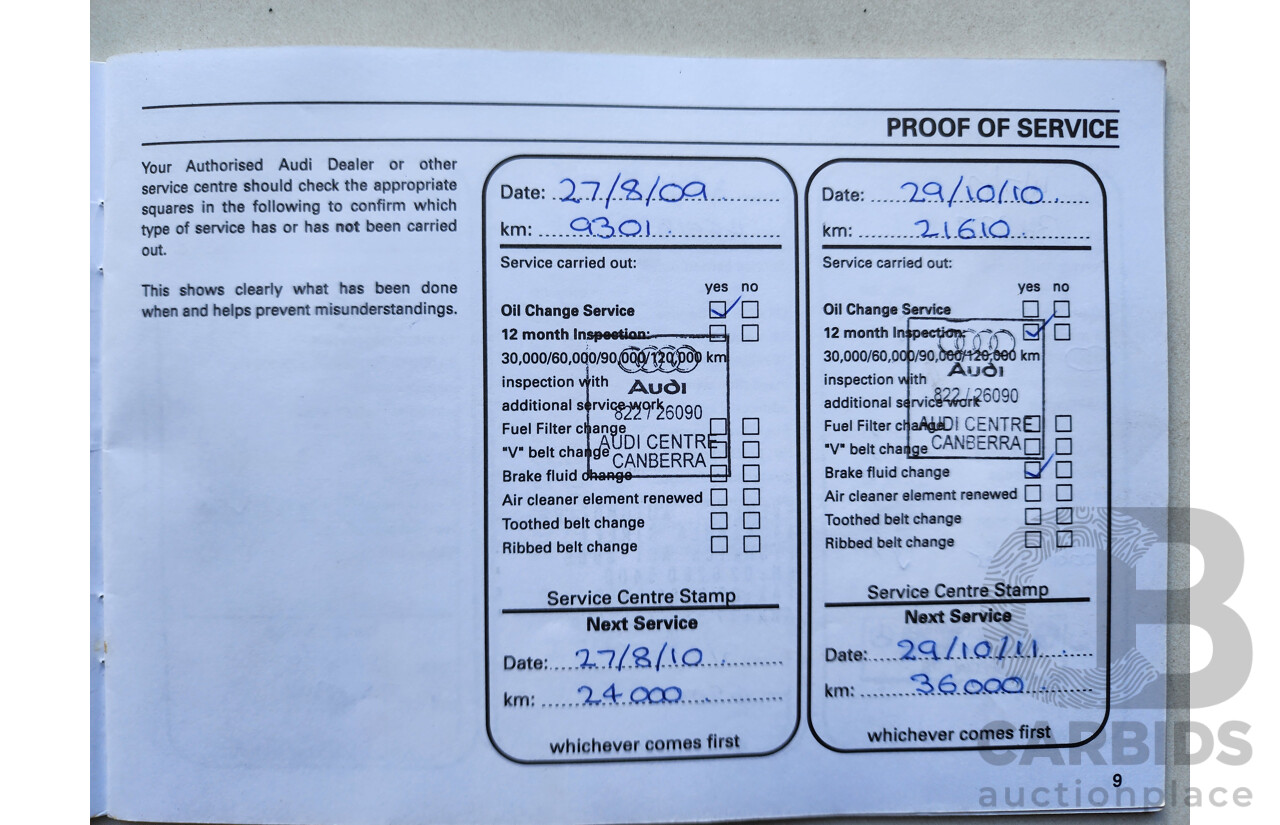 PROOF OF SERVICE
Your Authorised Audi Dealer or other
service centre should check the appropriate
squares in the following to confirm which
type of service has or has not been carried
out.
This shows clearly what has been done
when and helps prevent misunderstandings.
Date: 27/8/09
km: 9301
Service carried out:
yes no
Oil Change Service
12 month Inspection:
30,000/60,000/90,000/120,000 km
inspection with
additional service work
Fuel Filter change
"V" belt change
Brake fluid change
Air cleaner element renewed
Toothed belt change
Ribbed belt change
Audi
822 / 26090
AUDI CENTRE
CANBERRA
Service Centre Stamp
Next Service
Date: 27/8/10
km: 24000
whichever comes first
Date: 29/10/10
km: 21610
Service carried out:
yes no
Oil Change Service
12 month Inspection:
30,000/60,000/90,000/120,000 km
inspection with
additional service work
Fuel Filter change
"V" belt change
Brake fluid change
Air cleaner element renewed
Toothed belt change
Ribbed belt change
Audi
822 / 26090
AUDI CENTRE
CANBERRA
Service Centre Stamp
Next Service
Date: 29/10/11
km: 36000
whichever comes first
9
CB
CARBIDS
auctionplace